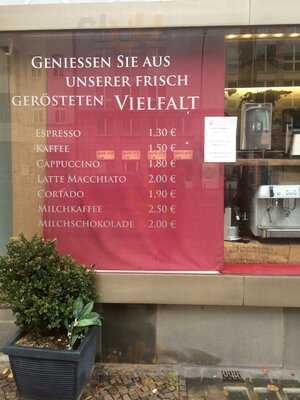 GENIESSEN SIE AUS
UNSERER FRISCH
GERÖSTETEN VIELFALT
ESPRESSO 1.30 €
KAFFEE 1.50 €
CAPPUCCINO 1.80 €
LATTE MACCHIATO 2.00 €
CORTADO 1.90 €
MILCHKAFFEE 2.50 €
MILCHSCHOKOLADE 2.00 €